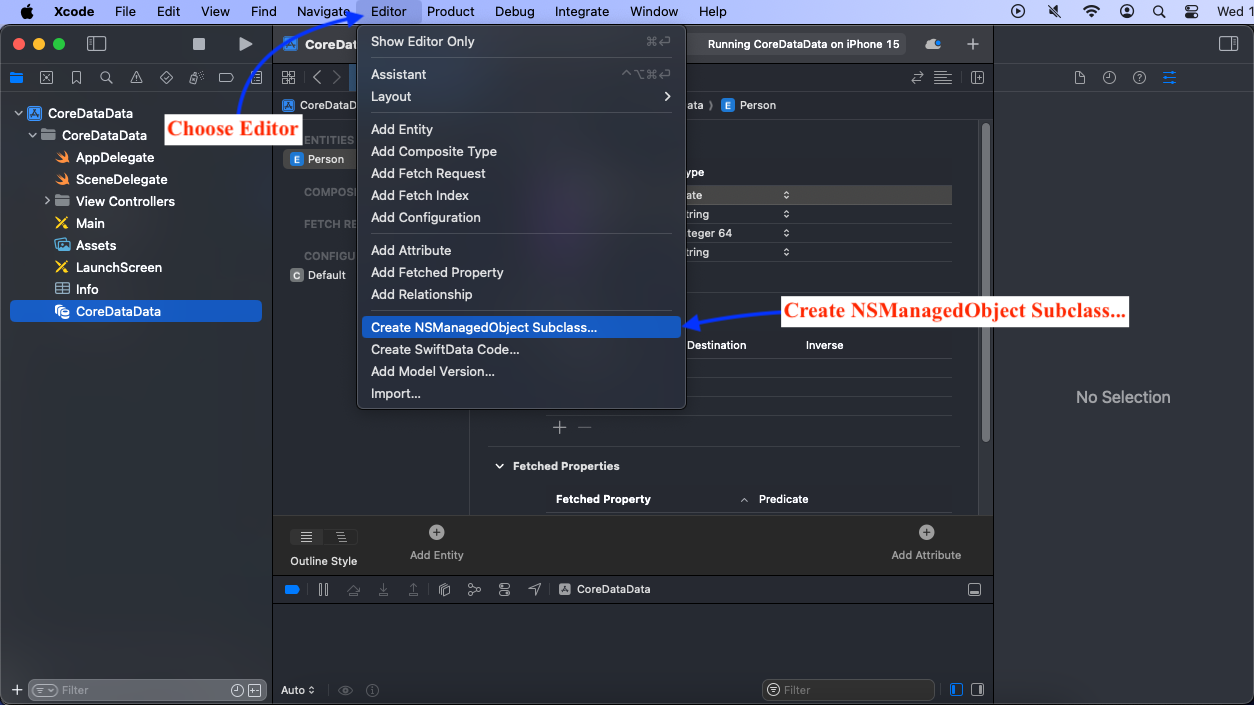 Xcode File Edit View Find Navigate Editor Product Debug Integrate Window Help Wed 1
CoreData
Running CoreDataData on iPhone 15
Show Editor Only ⌘↩
Assistant ⌃⌥⌘↩
Layout
Add Entity
Add Composite Type
Add Fetch Request
Add Fetch Index
Add Configuration
Add Attribute
Add Fetched Property
Add Relationship
Create NSManagedObject Subclass...
Create SwiftData Code...
Add Model Version...
Import...
Choose Editor
Create NSManagedObject Subclass...
CoreDataData
CoreDataData
AppDelegate
SceneDelegate
View Controllers
Main
Assets
LaunchScreen
Info
CoreDataData
CoreDataD
ata
E Person
ENTITIES
E Person
COMPOS
FETCH RE
CONFIGU
C Default
ype
ate
tring
teger 64
tring
Destination Inverse
Fetched Properties
Fetched Property Predicate
Outline Style
Add Entity
Add Attribute
CoreDataData
No Selection
Filter
Auto
Filter